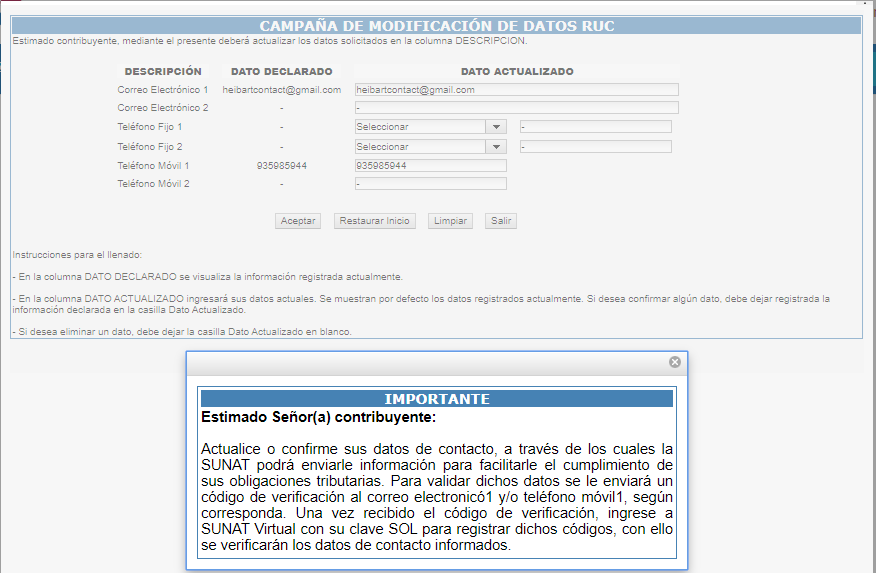 CAMPAÑA DE MODIFICACIÓN DE DATOS RUC
Estimado contribuyente, mediante el presente deberá actualizar los datos solicitados en la columna DESCRIPCION.
DESCRIPCIÓN DATO DECLARADO DATO ACTUALIZADO
Correo Electrónico 1 heibartcontact@gmail.com heibartcontact@gmail.com
Correo Electrónico 2 - -
Teléfono Fijo 1 - Seleccionar -
Teléfono Fijo 2 - Seleccionar -
Teléfono Móvil 1 935985944 935985944
Teléfono Móvil 2 - -
Aceptar Restaurar Inicio Limpiar Salir
Instrucciones para el llenado:
- En la columna DATO DECLARADO se visualiza la información registrada actualmente.
- En la columna DATO ACTUALIZADO ingresará sus datos actuales. Se muestran por defecto los datos registrados actualmente. Si desea confirmar algún dato, debe dejar registrada la
información declarada en la casilla Dato Actualizado.
- Si desea eliminar un dato, debe dejar la casilla Dato Actualizado en blanco.
IMPORTANTE
Estimado Señor(a) contribuyente:
Actualice o confirme sus datos de contacto, a través de los cuales la
SUNAT podrá enviarle información para facilitarle el cumplimiento de
sus obligaciones tributarias. Para validar dichos datos se le enviará un
código de verificación al correo electronicó1 y/o teléfono móvil1, según
corresponda. Una vez recibido el código de verificación, ingrese a
SUNAT Virtual con su clave SOL para registrar dichos códigos, con ello
se verificarán los datos de contacto informados.